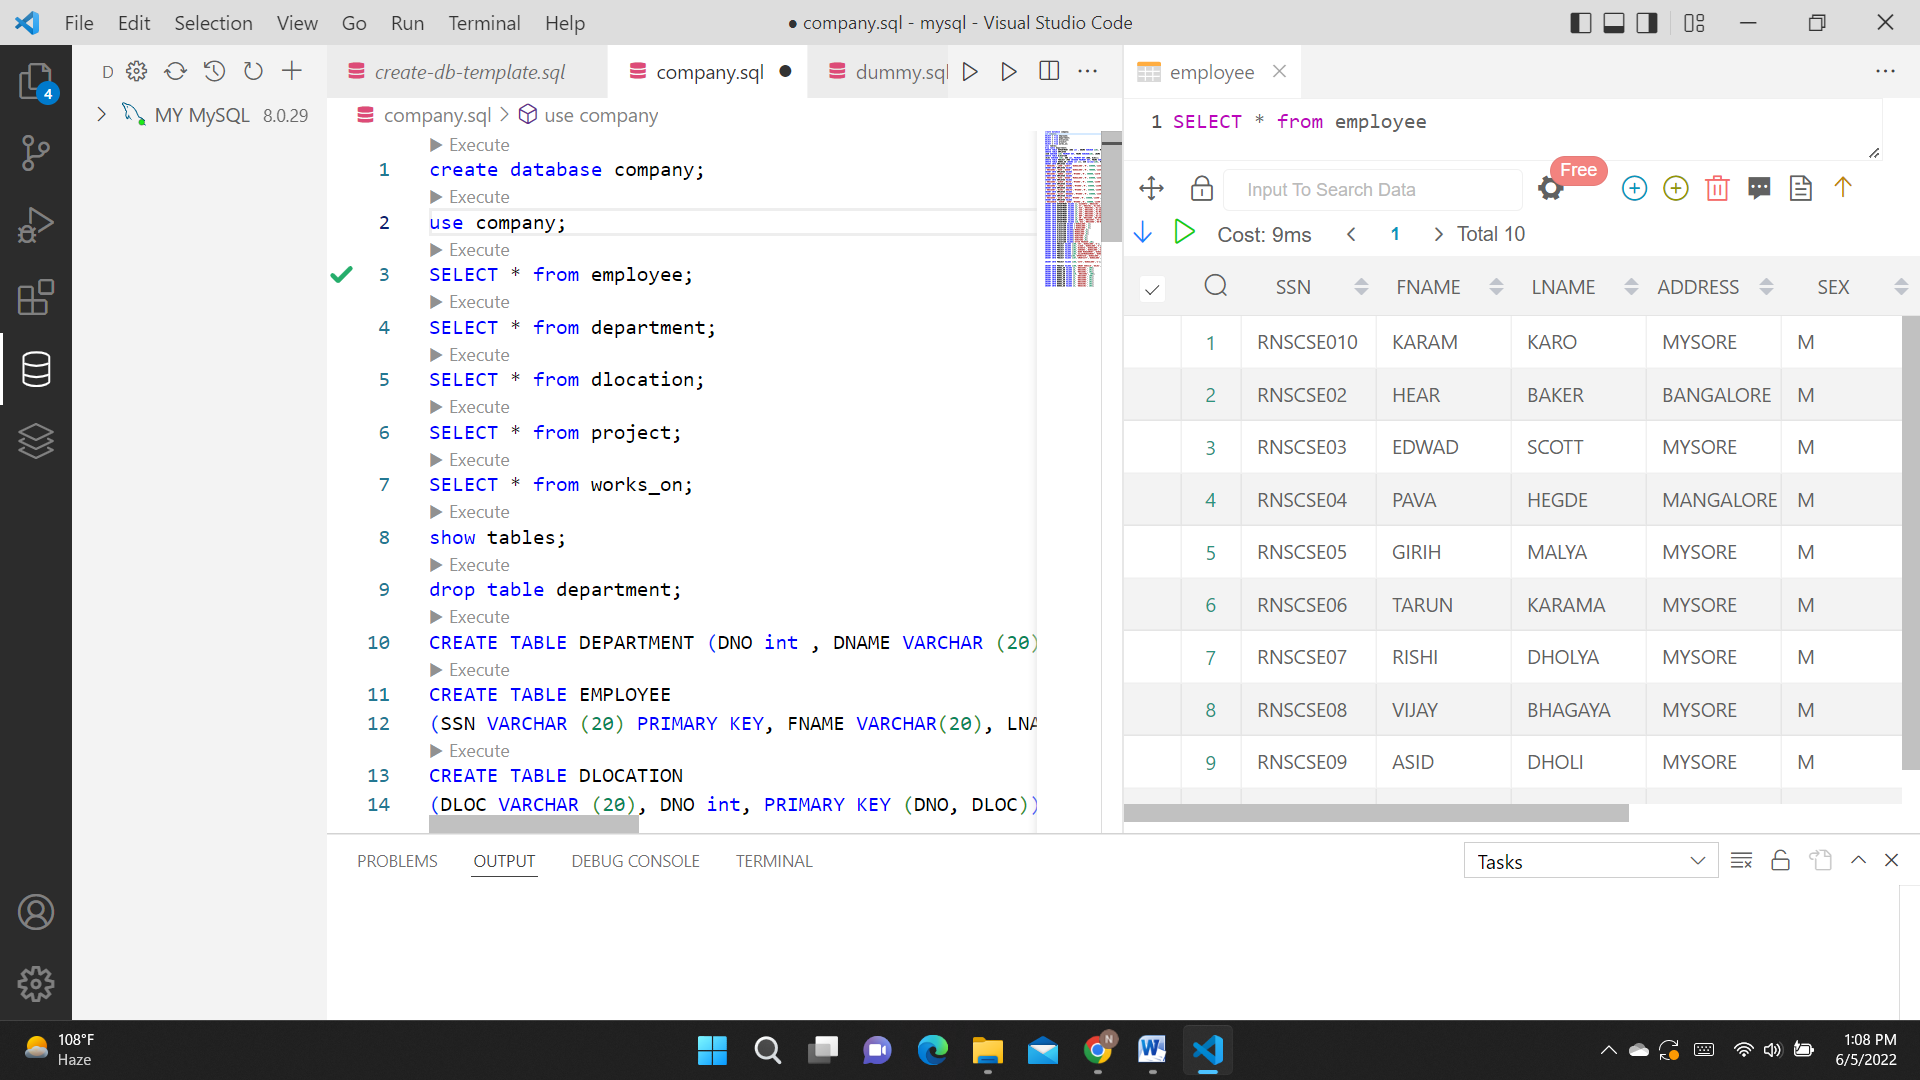 File Edit Selection View Go Run Terminal Help
● company.sql - mysql - Visual Studio Code
4
D
MY MySQL 8.0.29
create-db-template.sql
company.sql ●
dummy.sql
company.sql > use company
Execute
1 create database company;
Execute
2 use company;
Execute
3 SELECT * from employee;
Execute
4 SELECT * from department;
Execute
5 SELECT * from dlocation;
Execute
6 SELECT * from project;
Execute
7 SELECT * from works_on;
Execute
8 show tables;
Execute
9 drop table department;
Execute
10 CREATE TABLE DEPARTMENT (DNO int , DNAME VARCHAR (20)
Execute
11 CREATE TABLE EMPLOYEE
12 (SSN VARCHAR (20) PRIMARY KEY, FNAME VARCHAR(20), LNA
Execute
13 CREATE TABLE DLOCATION
14 (DLOC VARCHAR (20), DNO int, PRIMARY KEY (DNO, DLOC))
employee
1 SELECT * from employee
Input To Search Data
Free
Cost: 9ms < 1 > Total 10
SSN FNAME LNAME ADDRESS SEX
1 RNSCSE010 KARAM KARO MYSORE M
2 RNSCSE02 HEAR BAKER BANGALORE M
3 RNSCSE03 EDWAD SCOTT MYSORE M
4 RNSCSE04 PAVA HEGDE MANGALORE M
5 RNSCSE05 GIRIH MALYA MYSORE M
6 RNSCSE06 TARUN KARAMA MYSORE M
7 RNSCSE07 RISHI DHOLYA MYSORE M
8 RNSCSE08 VIJAY BHAGAYA MYSORE M
9 RNSCSE09 ASID DHOLI MYSORE M
PROBLEMS OUTPUT DEBUG CONSOLE TERMINAL
Tasks
108°F
Haze
N
1:08 PM
6/5/2022